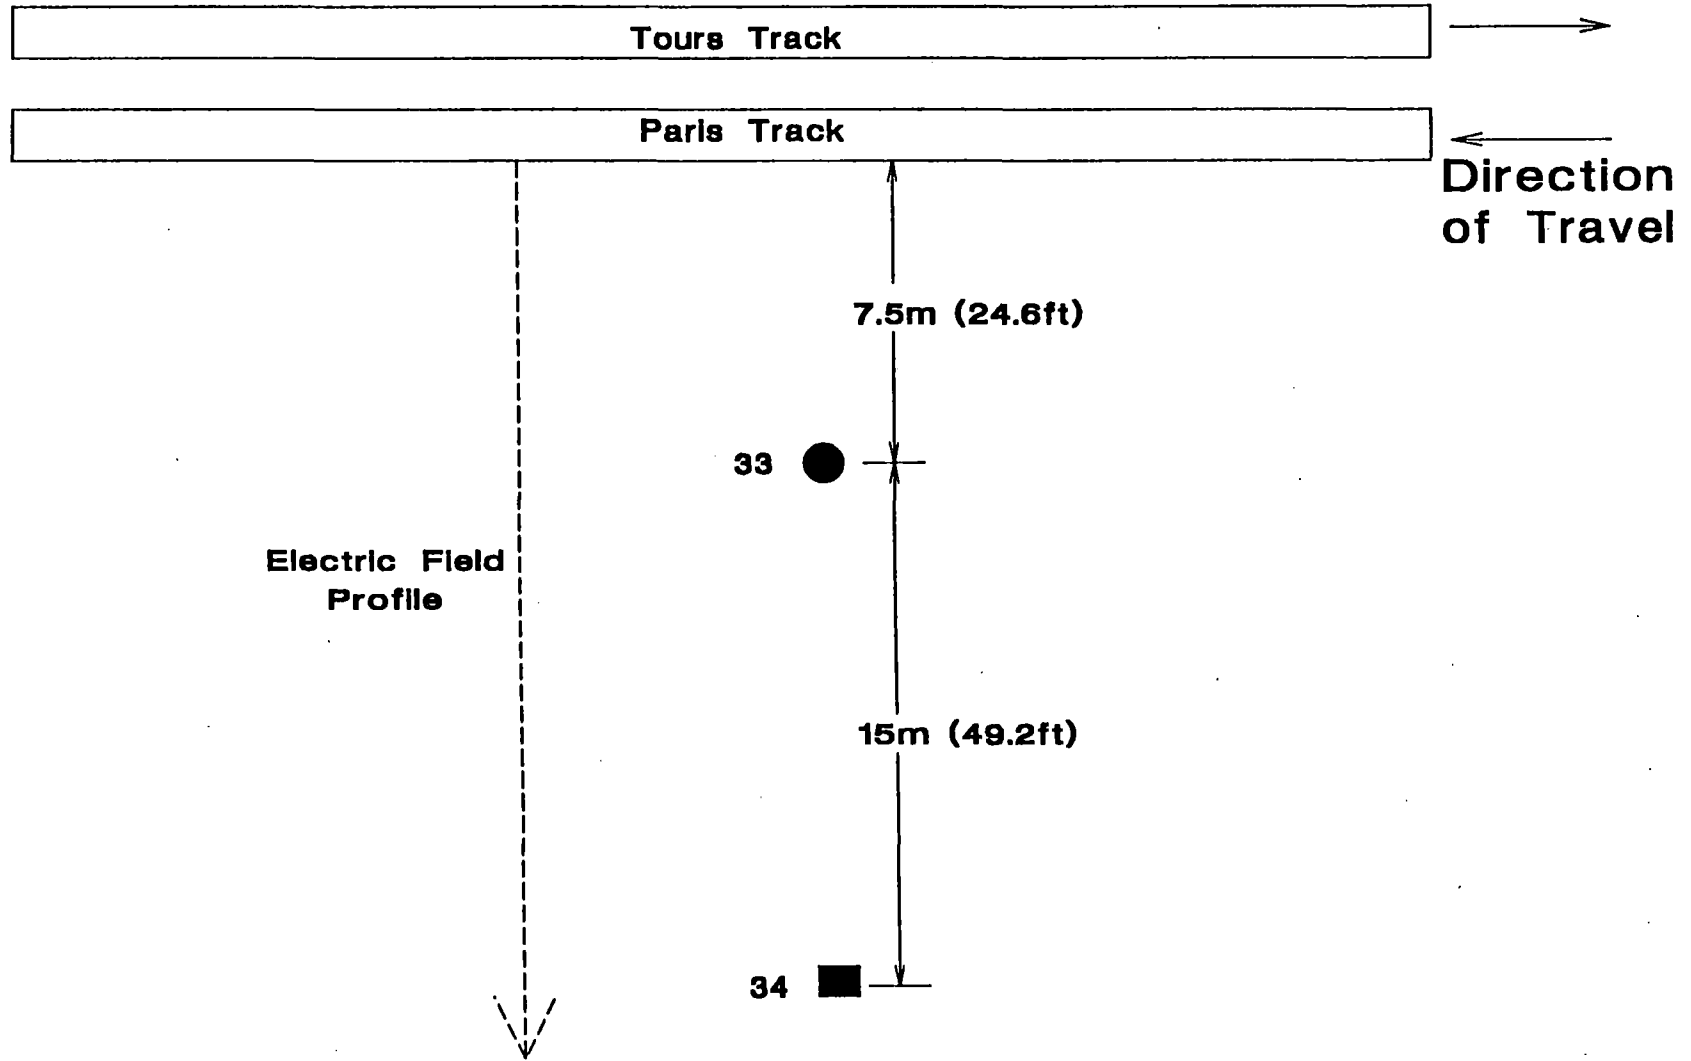 Tours Track
Paris Track
Direction
of Travel
7.5m (24.6ft)
33
Electric Field
Profile
15m (49.2ft)
34